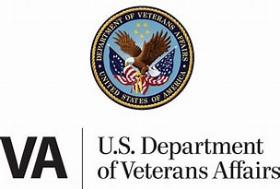 DEPARTMENT OF VETERANS AFFAIRS
UNITED STATES OF AMERICA
VA
U.S. Department
of Veterans Affairs